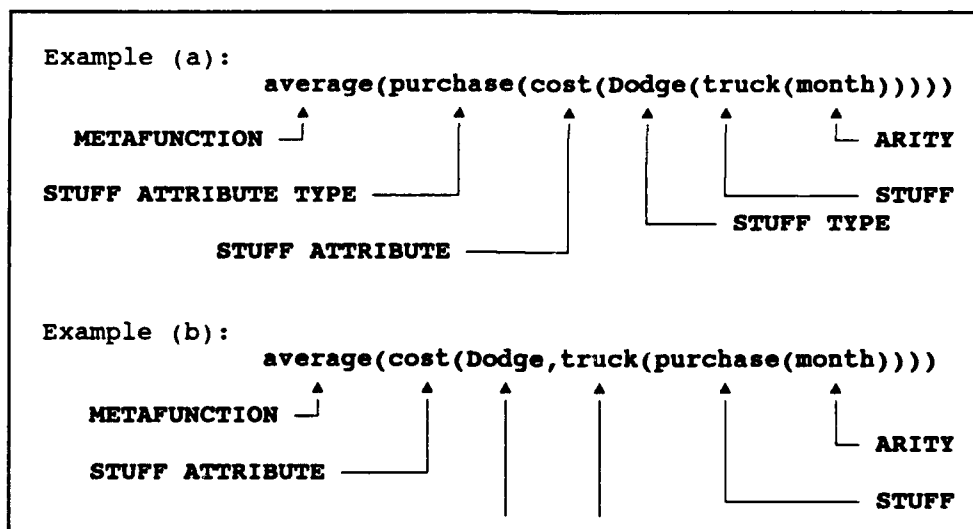 Example (a):
average(purchase(cost(Dodge(truck(month)))))
METAFUNCTION ARITY
STUFF ATTRIBUTE TYPE STUFF
STUFF TYPE
STUFF ATTRIBUTE
Example (b):
average(cost(Dodge,truck(purchase(month))))
METAFUNCTION
ARITY
STUFF ATTRIBUTE
STUFF